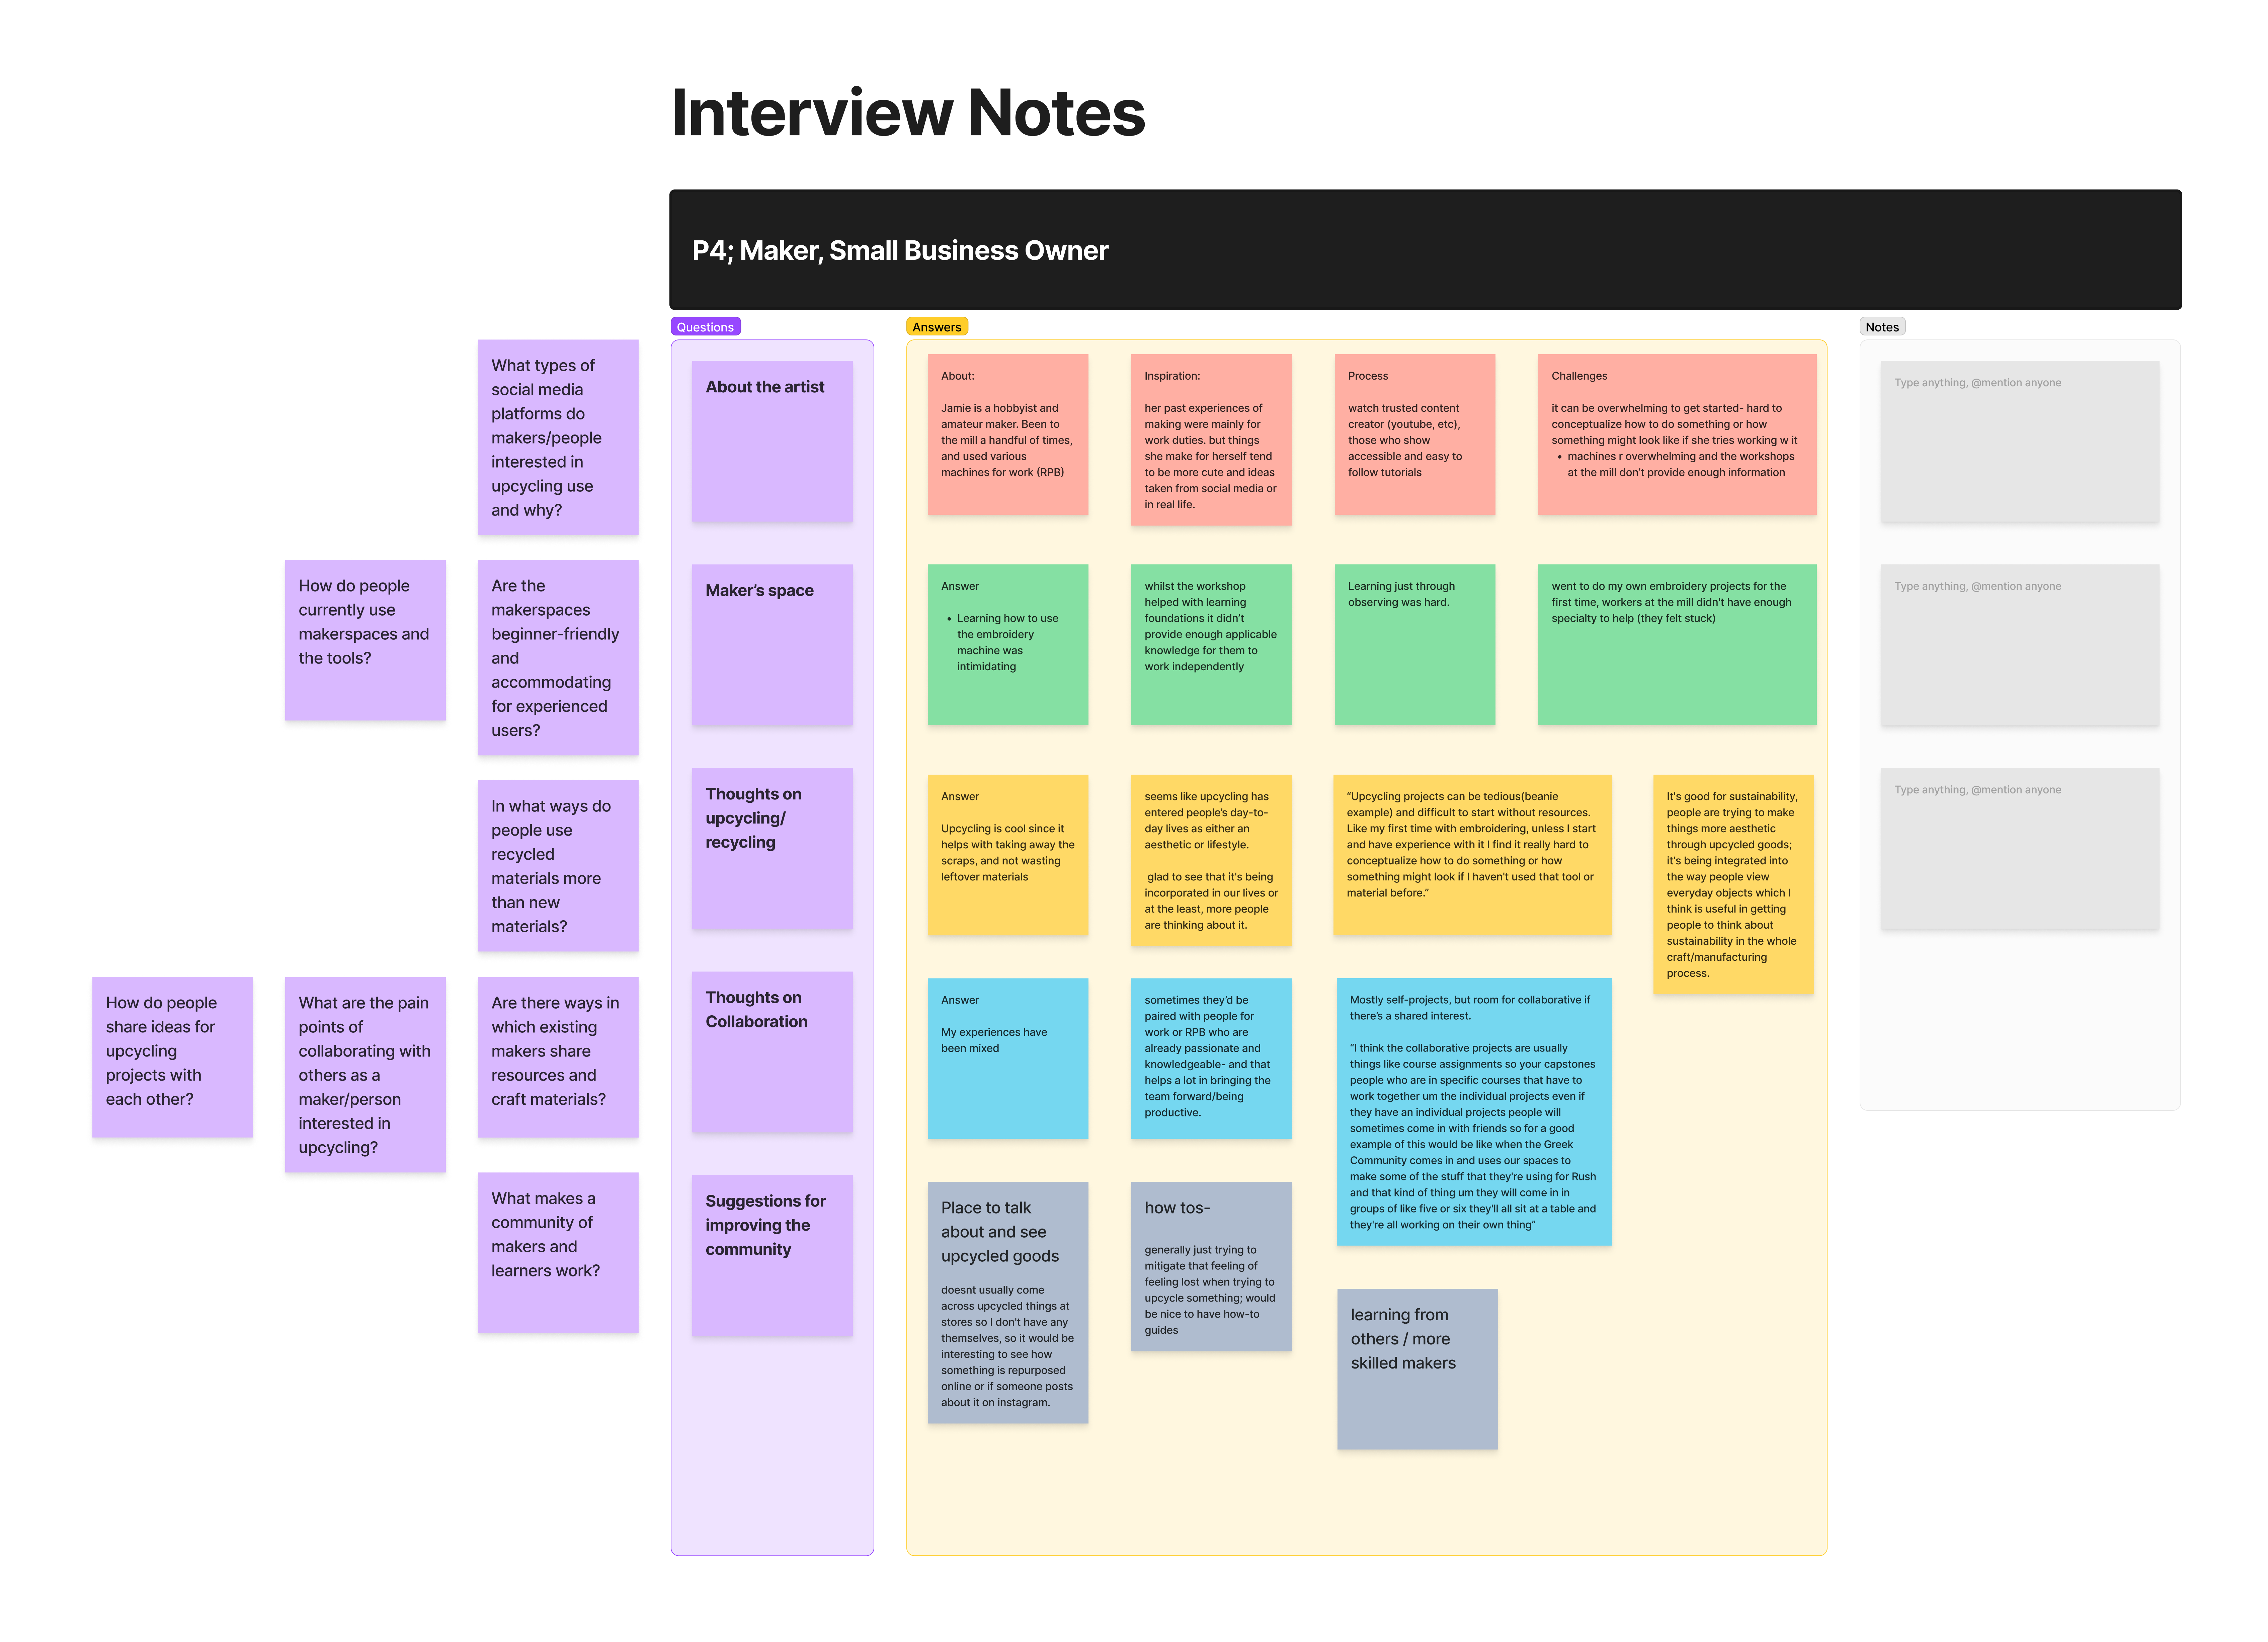 Interview Notes
P4; Maker, Small Business Owner
Questions
Answers
Notes
What types of
social media
platforms do
makers/people
interested in
upcycling use
and why?
About the artist
About:
Jamie is a hobbyist and
amateur maker. Been to
the mill a handful of times,
and used various
machines for work (RPB)
Inspiration:
her past experiences of
making were mainly for
work duties. but things
she make for herself tend
to be more cute and ideas
taken from social media or
in real life.
Process
watch trusted content
creator (youtube, etc),
those who show
accessible and easy to
follow tutorials
Challenges
it can be overwhelming to get started- hard to
conceptualize how to do something or how
something might look like if she tries working w it
• machines r overwhelming and the workshops
at the mill don't provide enough information
Type anything, @mention anyone
How do people
currently use
makerspaces and
the tools?
Are the
makerspaces
beginner-friendly
and
accommodating
for experienced
users?
Maker's space
Answer
• Learning how to use
the embroidery
machine was
intimidating
whilst the workshop
helped with learning
foundations it didn't
provide enough applicable
knowledge for them to
work independently
Learning just through
observing was hard.
went to do my own embroidery projects for the
first time, workers at the mill didn't have enough
specialty to help (they felt stuck)
Type anything, @mention anyone
In what ways do
people use
recycled
materials more
than new
materials?
Thoughts on
upcycling/
recycling
Answer
Upcycling is cool since it
helps with taking away the
scraps, and not wasting
leftover materials
seems like upcycling has
entered people's day-to-
day lives as either an
aesthetic or lifestyle.
glad to see that it's being
incorporated in our lives or
at the least, more people
are thinking about it.
"Upcycling projects can be tedious(beanie
example) and difficult to start without resources.
Like my first time with embroidering, unless I start
and have experience with it I find it really hard to
conceptualize how to do something or how
something might look if I haven't used that tool or
material before."
It's good for sustainability,
people are trying to make
things more aesthetic
through upcycled goods;
it's being integrated into
the way people view
everyday objects which I
think is useful in getting
people to think about
sustainability in the whole
craft/manufacturing
process.
Type anything, @mention anyone
How do people
share ideas for
upcycling
projects with
each other?
What are the pain
points of
collaborating with
others as a
maker/person
interested in
upcycling?
Are there ways in
which existing
makers share
resources and
craft materials?
Thoughts on
Collaboration
Answer
My experiences have
been mixed
sometimes they'd be
paired with people for
work or RPB who are
already passionate and
knowledgeable- and that
helps a lot in bringing the
team forward/being
productive.
Mostly self-projects, but room for collaborative if
there's a shared interest.
"I think the collaborative projects are usually
things like course assignments so your capstones
people who are in specific courses that have to
work together um the individual projects even if
they have an individual projects people will
sometimes come in with friends so for a good
example of this would be like when the Greek
Community comes in and uses our spaces to
make some of the stuff that they're using for Rush
and that kind of thing um they will come in in
groups of like five or six they'll all sit at a table and
they're all working on their own thing"
What makes a
community of
makers and
learners work?
Suggestions for
improving the
community
Place to talk
about and see
upcycled goods
doesnt usually come
across upcycled things at
stores so I don't have any
themselves, so it would be
interesting to see how
something is repurposed
online or if someone posts
about it on instagram.
how tos-
generally just trying to
mitigate that feeling of
feeling lost when trying to
upcycle something; would
be nice to have how-to
guides
learning from
others / more
skilled makers